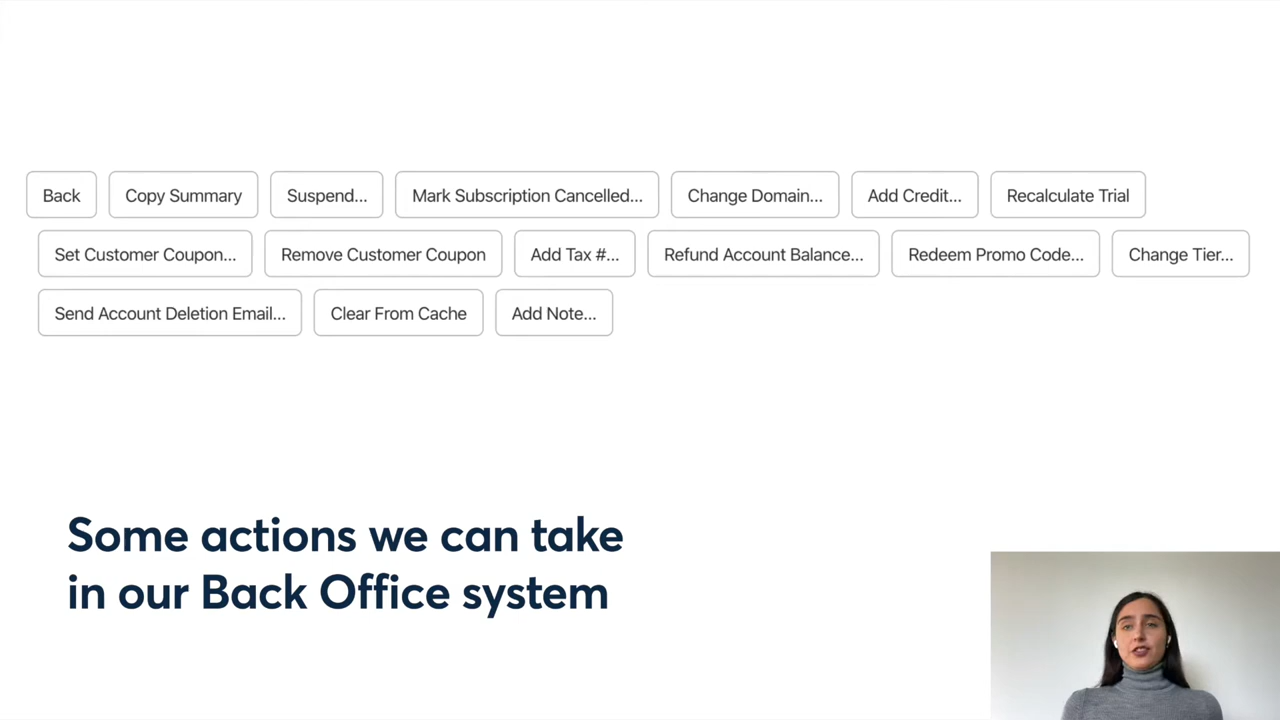 Back Copy Summary Suspend... Mark Subscription Cancelled... Change Domain... Add Credit... Recalculate Trial
Set Customer Coupon... Remove Customer Coupon Add Tax #... Refund Account Balance... Redeem Promo Code... Change Tier...
Send Account Deletion Email... Clear From Cache Add Note...
Some actions we can take
in our Back Office system